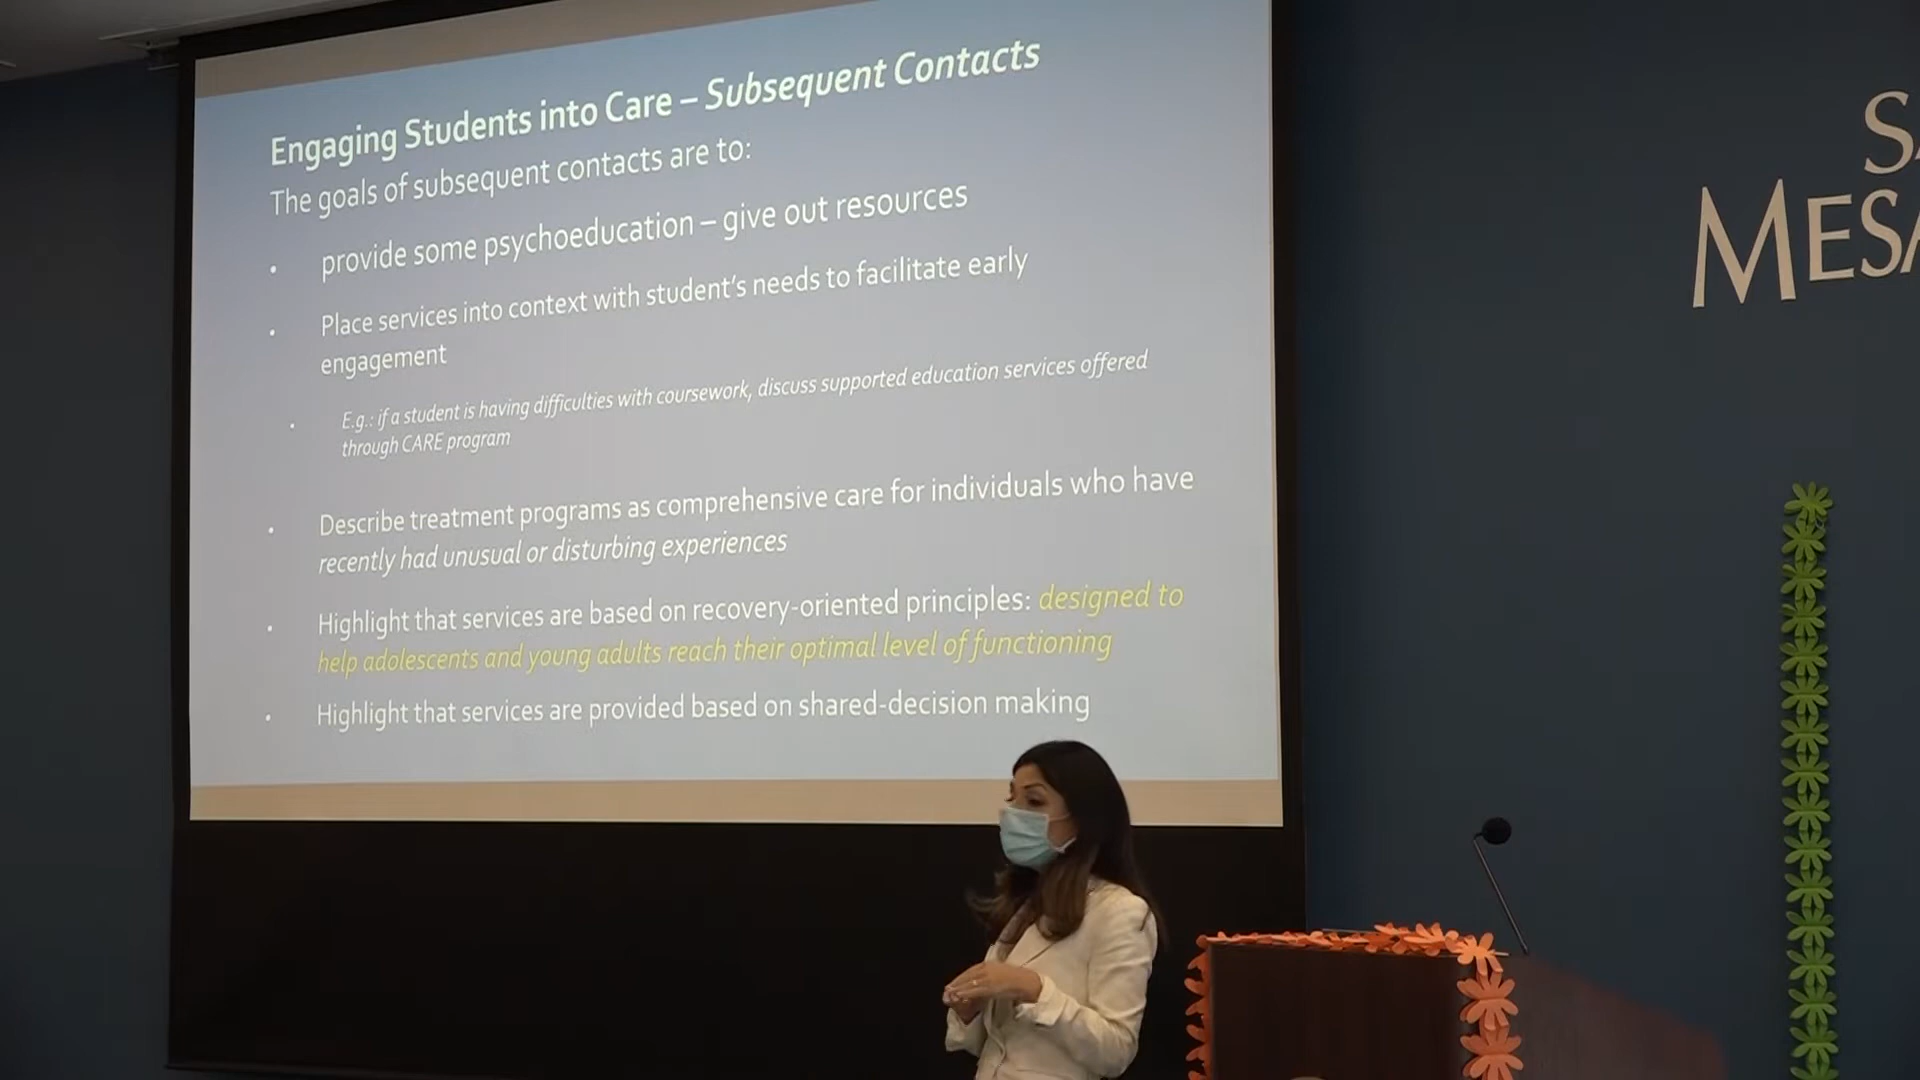 Engaging Students into Care – Subsequent Contacts
The goals of subsequent contacts are to:
• provide some psychoeducation – give out resources
• Place services into context with student's needs to facilitate early
engagement
• E.g.: if a student is having difficulties with coursework, discuss supported education services offered
through CARE program
• Describe treatment programs as comprehensive care for individuals who have
recently had unusual or disturbing experiences
• Highlight that services are based on recovery-oriented principles: designed to
help adolescents and young adults reach their optimal level of functioning
• Highlight that services are provided based on shared-decision making
SA
MESA